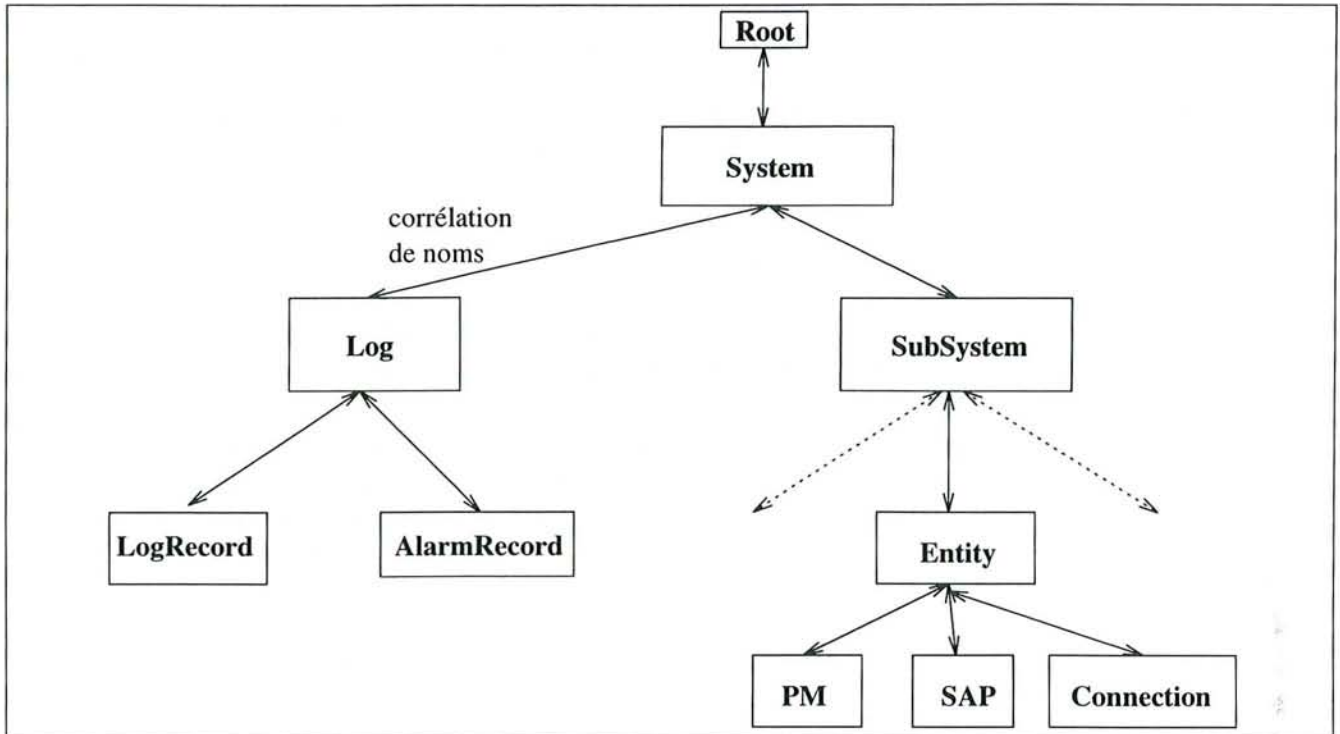 Root
System
corrélation
de noms
Log
SubSystem
LogRecord
AlarmRecord
Entity
PM
SAP
Connection